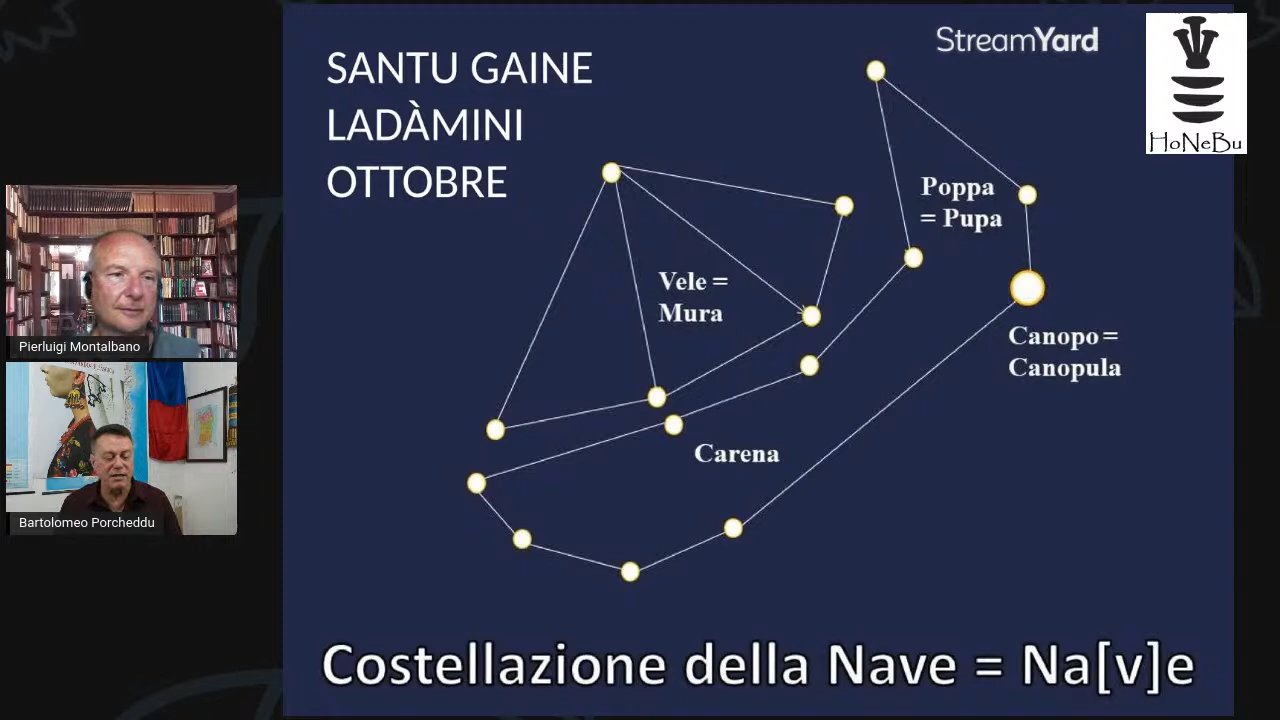 SANTU GAINE
LADÀMINI
OTTOBRE
StreamYard
HoNeBu
Poppa
= Pupa
Vele =
Mura
Canopo =
Canopula
Carena
Pierluigi Montalbano
Bartolomeo Porcheddu
Costellazione della Nave = Na[v]e